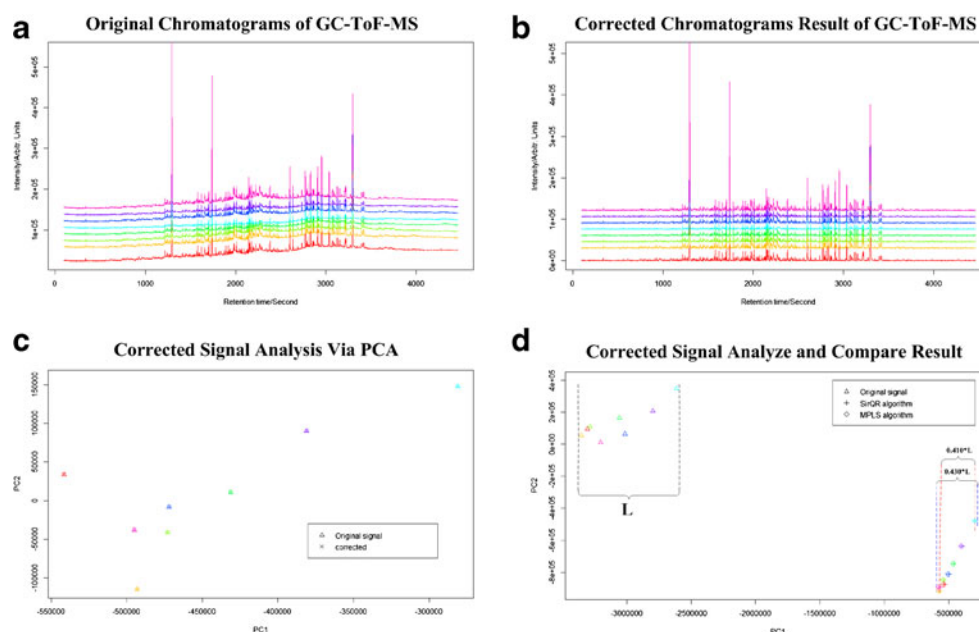 a
Original Chromatograms of GC-ToF-MS
Intensity/Arbitr. Units
1e+05
2e+05
3e+05
4e+05
5e+05
0
1000
2000
3000
4000
Retention time/Second
b
Corrected Chromatograms Result of GC-ToF-MS
Intensity/Arbitr. Units
0e+00
1e+05
2e+05
3e+05
4e+05
5e+05
0
1000
2000
3000
4000
Retention time/Second
c
Corrected Signal Analysis Via PCA
PC2
-100000
-50000
0
50000
100000
150000
Original signal
corrected
-550000
-500000
-450000
-400000
-350000
-300000
PC1
d
Corrected Signal Analyze and Compare Result
PC2
-8e+05
-6e+05
-4e+05
-2e+05
0e+00
2e+05
4e+05
Original signal
SirQR algorithm
MPLS algorithm
0.410*L
0.430*L
L
-3000000
-2500000
-2000000
-1500000
-1000000
-500000
PC1